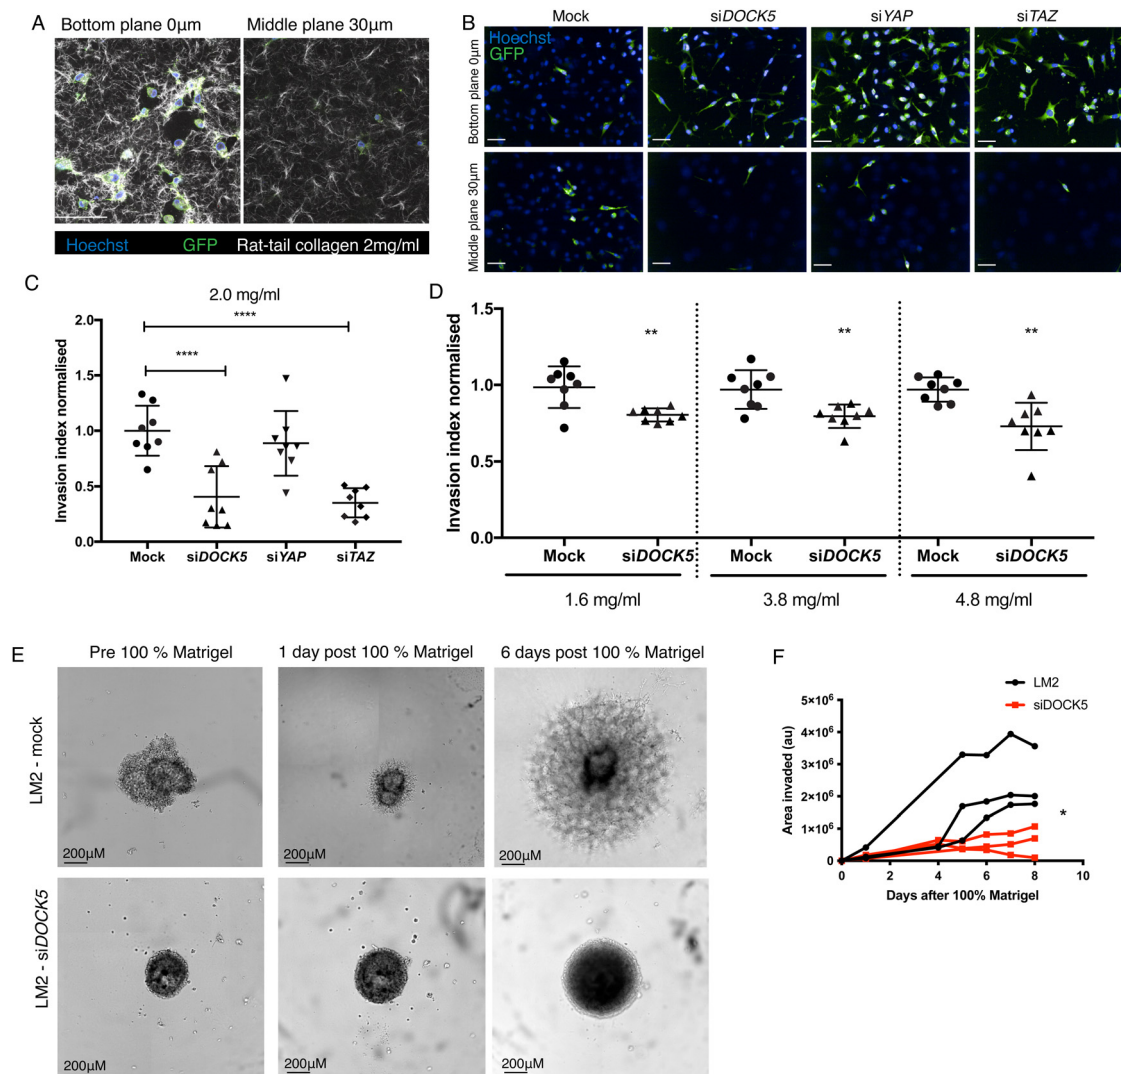 A
Bottom plane 0µm
Middle plane 30µm
Hoechst
GFP
Rat-tail collagen 2mg/ml
B
Mock
siDOCK5
siYAP
siTAZ
Hoechst
GFP
Bottom plane 0µm
Middle plane 30µm
C
2.0 mg/ml
****
****
Invasion index normalised
2.0
1.5
1.0
0.5
0.0
Mock
siDOCK5
siYAP
siTAZ
D
Invasion index normalised
1.5
1.0
0.5
0.0
**
**
**
Mock
siDOCK5
Mock
siDOCK5
Mock
siDOCK5
1.6 mg/ml
3.8 mg/ml
4.8 mg/ml
E
Pre 100 % Matrigel
1 day post 100 % Matrigel
6 days post 100 % Matrigel
LM2 - mock
200µM
200µM
200µM
LM2 - siDOCK5
200µM
200µM
200µM
F
LM2
siDOCK5
Area invaded (au)
5×10⁶
4×10⁶
3×10⁶
2×10⁶
1×10⁶
0
*
0
2
4
6
8
10
Days after 100% Matrigel